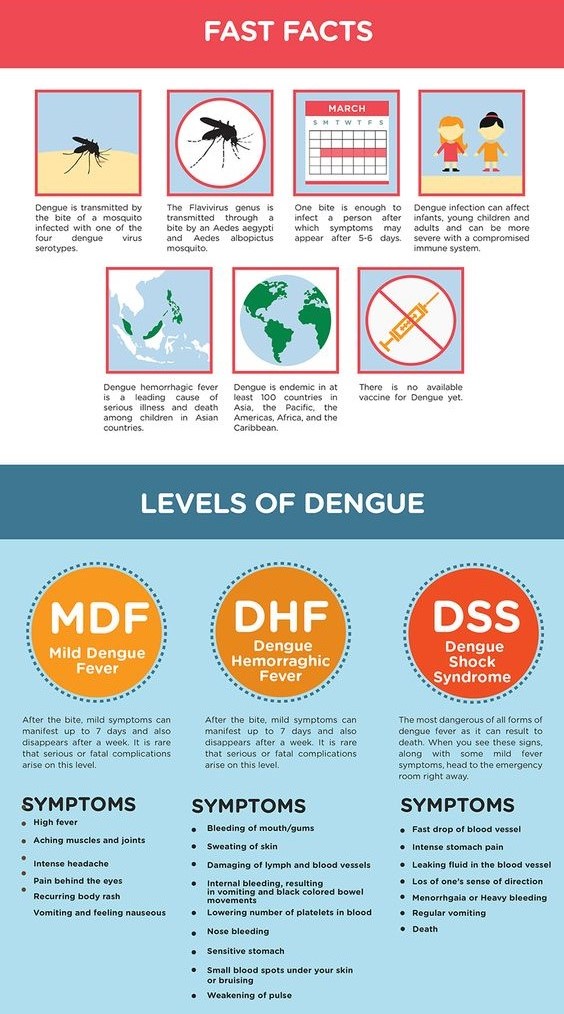 FAST FACTS
MARCH
S M T W T F S
Dengue is transmitted by
the bite of a mosquito
infected with one of the
four dengue virus
serotypes.
The Flavivirus genus is
transmitted through a
bite by an Aedes aegypti
and Aedes albopictus
mosquito.
One bite is enough to
infect a person after
which symptoms may
appear after 5-6 days.
Dengue infection can affect
infants, young children and
adults and can be more
severe with a compromised
immune system.
Dengue hemorrhagic fever
is a leading cause of
serious illness and death
among children in Asian
countries.
Dengue is endemic in at
least 100 countries in
Asia, the Pacific, the
Americas, Africa, and the
Caribbean.
There is no available
vaccine for Dengue yet.
LEVELS OF DENGUE
MDF
Mild Dengue
Fever
After the bite, mild symptoms can
manifest up to 7 days and also
disappears after a week. It is rare
that serious or fatal complications
arise on this level.
SYMPTOMS
High fever
Aching muscles and joints
Intense headache
Pain behind the eyes
Recurring body rash
Vomiting and feeling nauseous
DHF
Dengue
Hemorraghic
Fever
After the bite, mild symptoms can
manifest up to 7 days and also
disappears after a week. It is rare
that serious or fatal complications
arise on this level.
SYMPTOMS
Bleeding of mouth/gums
Sweating of skin
Damaging of lymph and blood vessels
Internal bleeding, resulting
in vomiting and black colored bowel
movements
Lowering number of platelets in blood
Nose bleeding
Sensitive stomach
Small blood spots under your skin
or bruising
Weakening of pulse
DSS
Dengue
Shock
Syndrome
The most dangerous of all forms of
dengue fever as it can result to
death. When you see these signs,
along with some mild fever
symptoms, head to the emergency
room right away.
SYMPTOMS
Fast drop of blood vessel
Intense stomach pain
Leaking fluid in the blood vessel
Los of one's sense of direction
Menorrhgaia or Heavy bleeding
Regular vomiting
Death